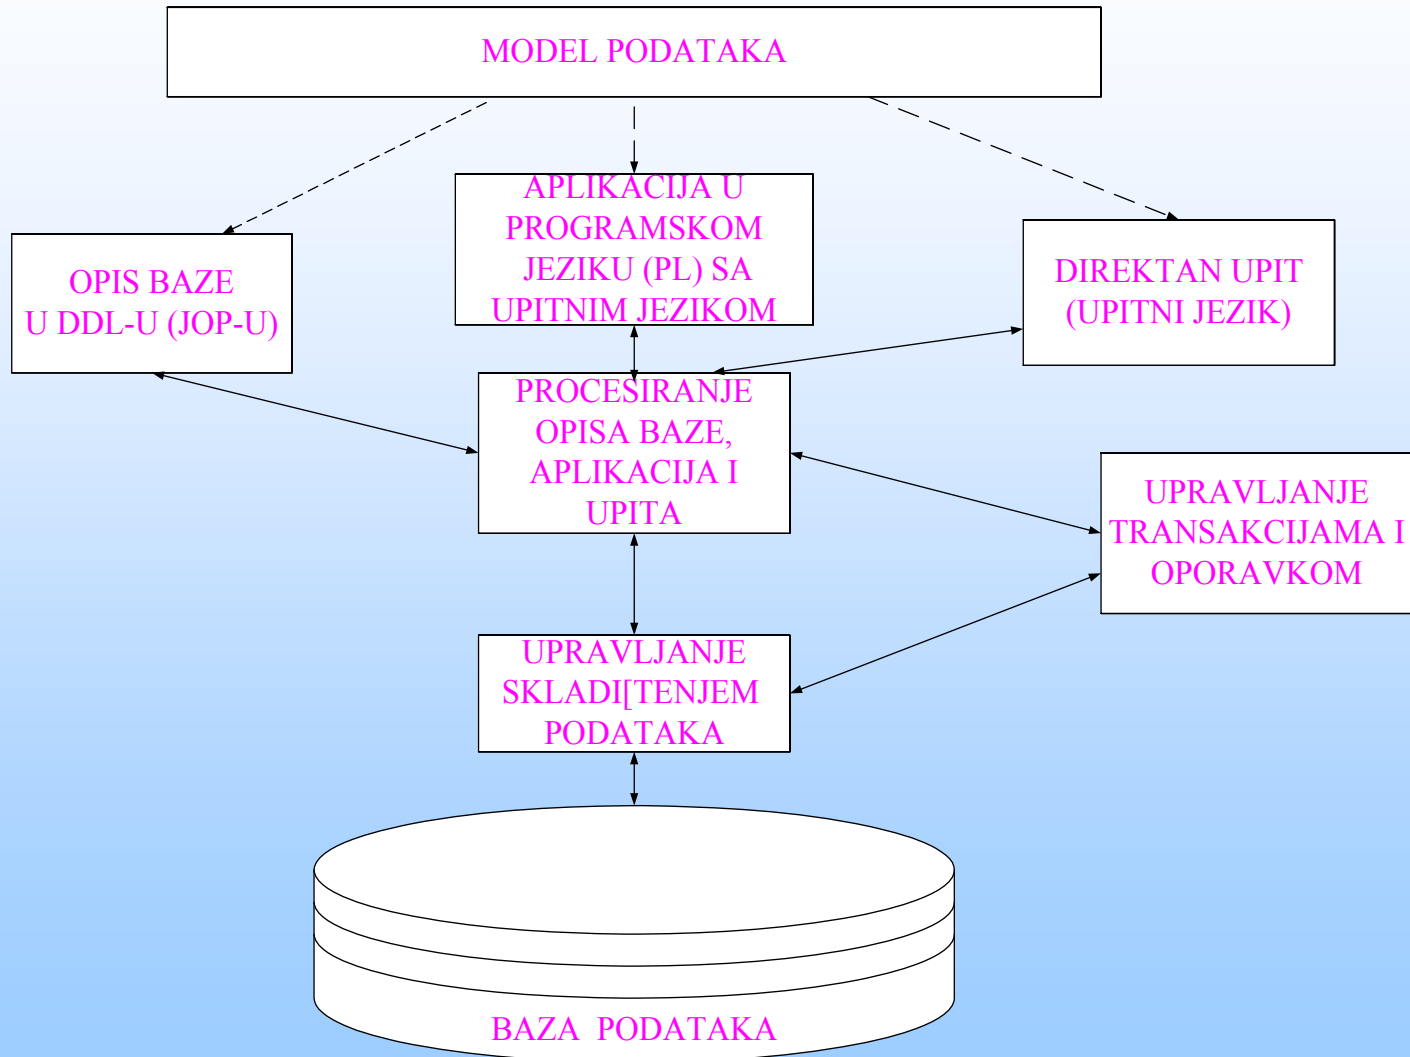 MODEL PODATAKA
APLIKACIJA U
PROGRAMSKOM
JEZIKU (PL) SA
UPITNIM JEZIKOM
OPIS BAZE
U DDL-U (JOP-U)
DIREKTAN UPIT
(UPITNI JEZIK)
PROCESIRANJE
OPISA BAZE,
APLIKACIJA I
UPITA
UPRAVLJANJE
TRANSAKCIJAMA I
OPORAVKOM
UPRAVLJANJE
SKLADI[TENJEM
PODATAKA
BAZA PODATAKA